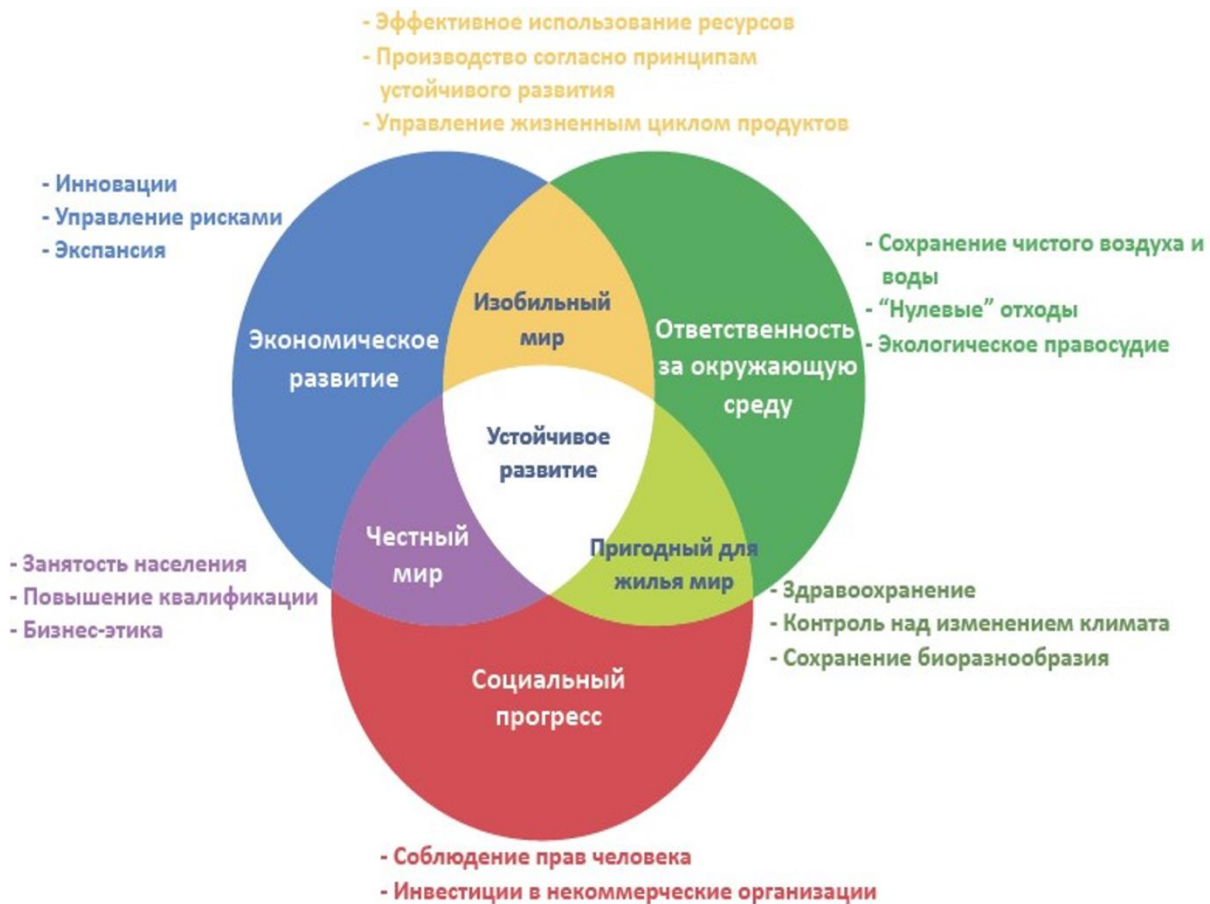 - Эффективное использование ресурсов
- Производство согласно принципам
устойчивого развития
- Управление жизненным циклом продуктов
- Инновации
- Управление рисками
- Экспансия
- Сохранение чистого воздуха и
воды
- “Нулевые” отходы
- Экологическое правосудие
Изобильный
мир
Экономическое
развитие
Ответственность
за окружающую
среду
Устойчивое
развитие
Честный
мир
Пригодный для
жилья мир
- Занятость населения
- Повышение квалификации
- Бизнес-этика
- Здравоохранение
- Контроль над изменением климата
- Сохранение биоразнообразия
Социальный
прогресс
- Соблюдение прав человека
- Инвестиции в некоммерческие организации